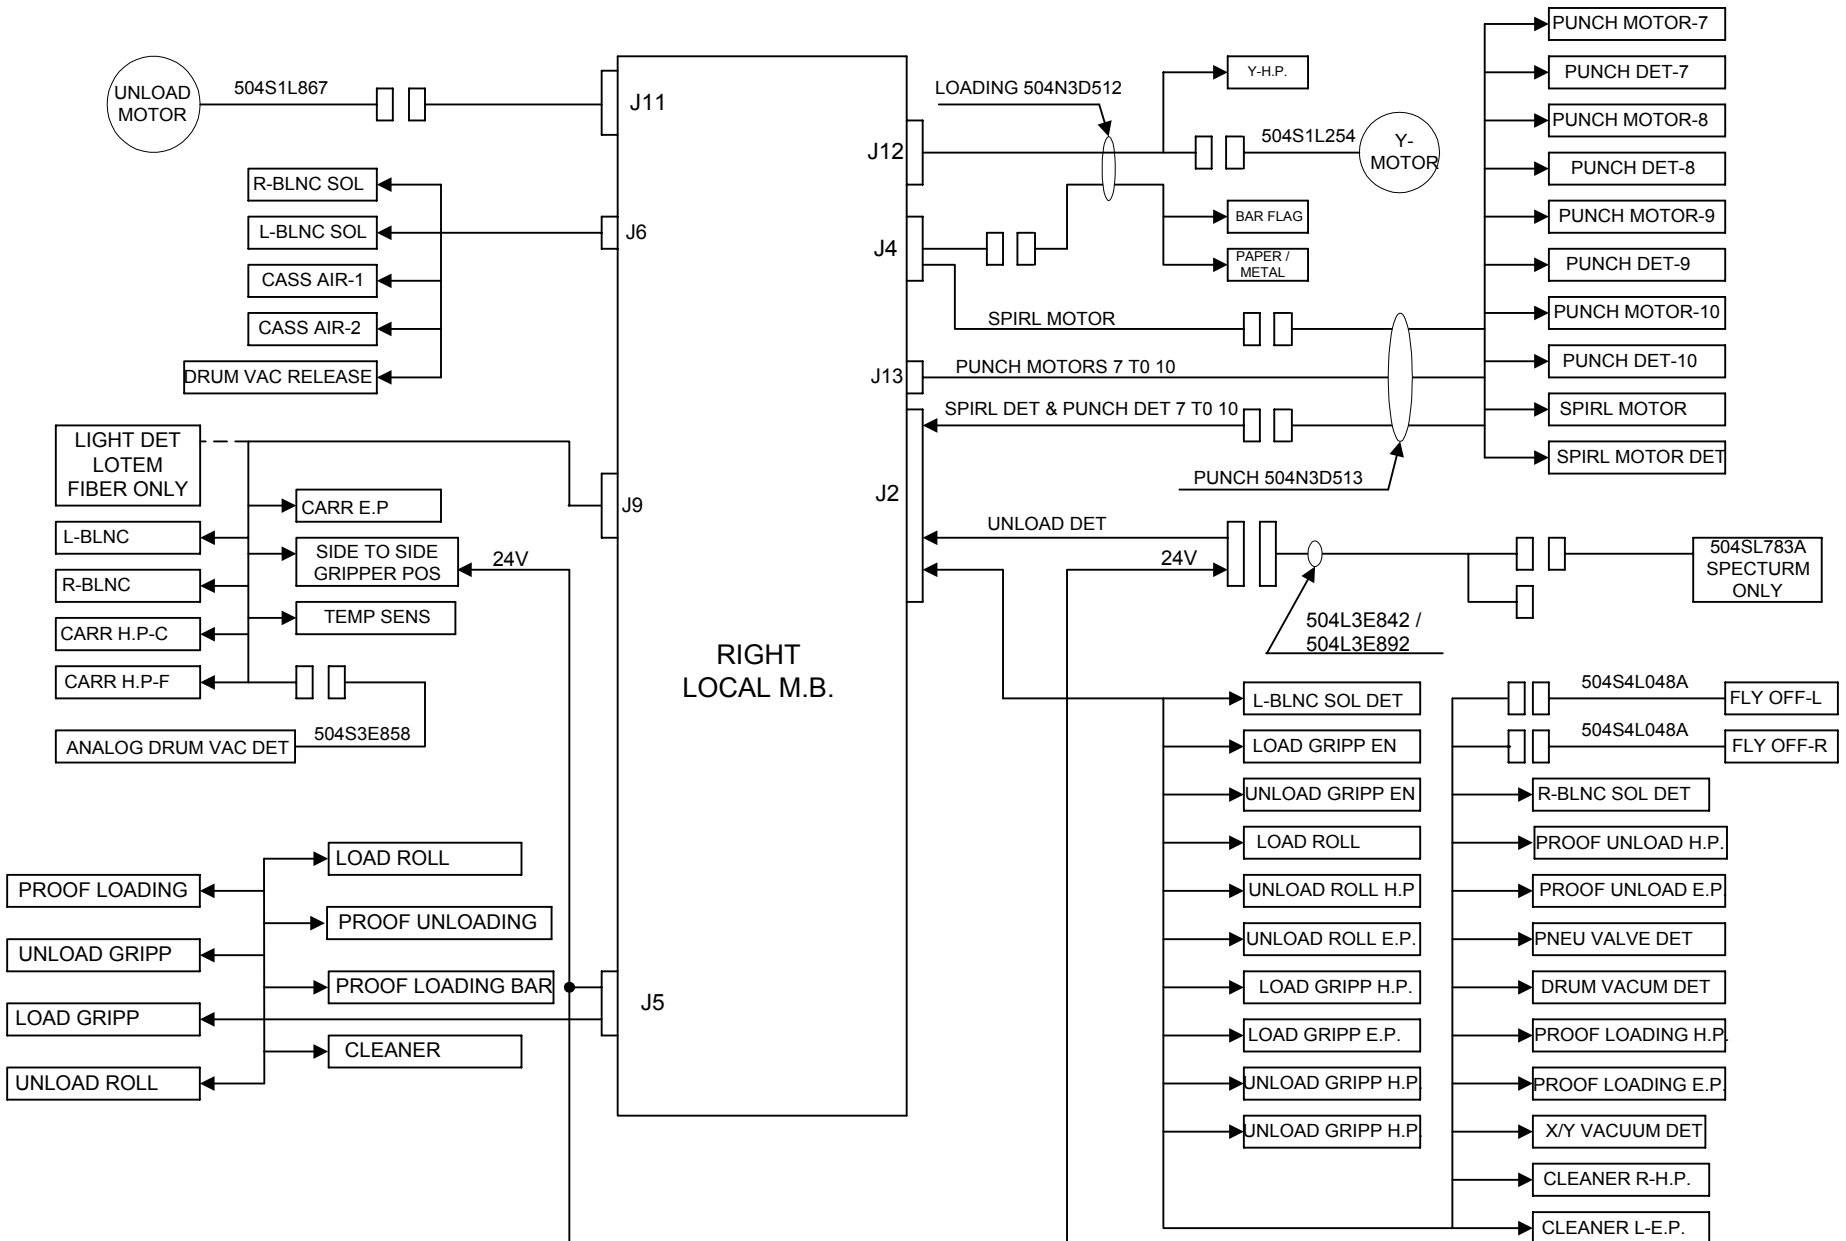 UNLOAD
MOTOR
504S1L867
J11
R-BLNC SOL
L-BLNC SOL
CASS AIR-1
CASS AIR-2
DRUM VAC RELEASE
J6
LIGHT DET
LOTEM
FIBER ONLY
CARR E.P
L-BLNC
SIDE TO SIDE
GRIPPER POS
24V
R-BLNC
TEMP SENS
CARR H.P-C
CARR H.P-F
ANALOG DRUM VAC DET
504S3E858
J9
LOAD ROLL
PROOF LOADING
PROOF UNLOADING
UNLOAD GRIPP
PROOF LOADING BAR
LOAD GRIPP
CLEANER
UNLOAD ROLL
J5
RIGHT
LOCAL M.B.
J12
J4
J13
J2
LOADING 504N3D512
Y-H.P.
504S1L254
Y-
MOTOR
BAR FLAG
PAPER /
METAL
SPIRL MOTOR
PUNCH MOTORS 7 T0 10
SPIRL DET & PUNCH DET 7 T0 10
PUNCH 504N3D513
PUNCH MOTOR-7
PUNCH DET-7
PUNCH MOTOR-8
PUNCH DET-8
PUNCH MOTOR-9
PUNCH DET-9
PUNCH MOTOR-10
PUNCH DET-10
SPIRL MOTOR
SPIRL MOTOR DET
UNLOAD DET
24V
504L3E842 /
504L3E892
504SL783A
SPECTURM
ONLY
L-BLNC SOL DET
LOAD GRIPP EN
UNLOAD GRIPP EN
LOAD ROLL
UNLOAD ROLL H.P
UNLOAD ROLL E.P.
LOAD GRIPP H.P.
LOAD GRIPP E.P.
UNLOAD GRIPP H.P.
UNLOAD GRIPP H.P.
504S4L048A
FLY OFF-L
504S4L048A
FLY OFF-R
R-BLNC SOL DET
PROOF UNLOAD H.P.
PROOF UNLOAD E.P.
PNEU VALVE DET
DRUM VACUM DET
PROOF LOADING H.P.
PROOF LOADING E.P.
X/Y VACUUM DET
CLEANER R-H.P.
CLEANER L-E.P.